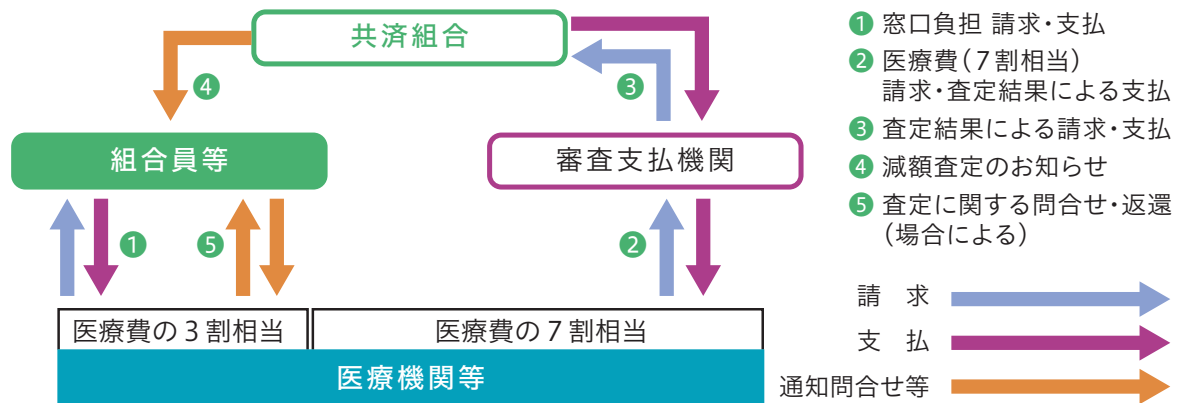 共済組合
❹
❸
組合員等
審査支払機関
❶
❺
❷
医療費の3割相当
医療費の7割相当
医療機関等
❶ 窓口負担 請求・支払
❷ 医療費(7割相当)
請求・査定結果による支払
❸ 査定結果による請求・支払
❹ 減額査定のお知らせ
❺ 査定に関する問合せ・返還
(場合による)
請 求
支 払
通知問合せ等